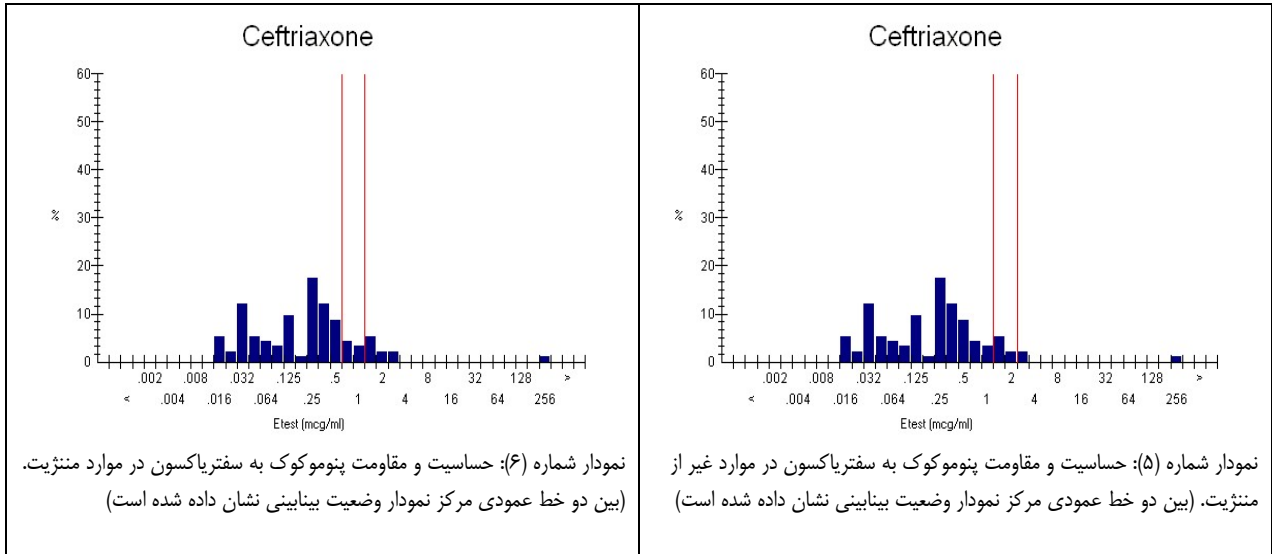 Ceftriaxone
60
50
40
% 30
20
10
0
.002 .008 .032 .125 .5 2 8 32 128 >
< .004 .016 .064 .25 1 4 16 64 256
Etest (mcg/ml)
نمودار شماره (۵): حساسیت و مقاومت پنوموکوک به سفتریاکسون در موارد غیر از
مننژیت. (بین دو خط عمودی مرکز نمودار وضعیت بینابینی نشان داده شده است)
Ceftriaxone
60
50
40
% 30
20
10
0
.002 .008 .032 .125 .5 2 8 32 128 >
< .004 .016 .064 .25 1 4 16 64 256
Etest (mcg/ml)
نمودار شماره (۶): حساسیت و مقاومت پنوموکوک به سفتریاکسون در موارد مننژیت.
(بین دو خط عمودی مرکز نمودار وضعیت بینابینی نشان داده شده است)